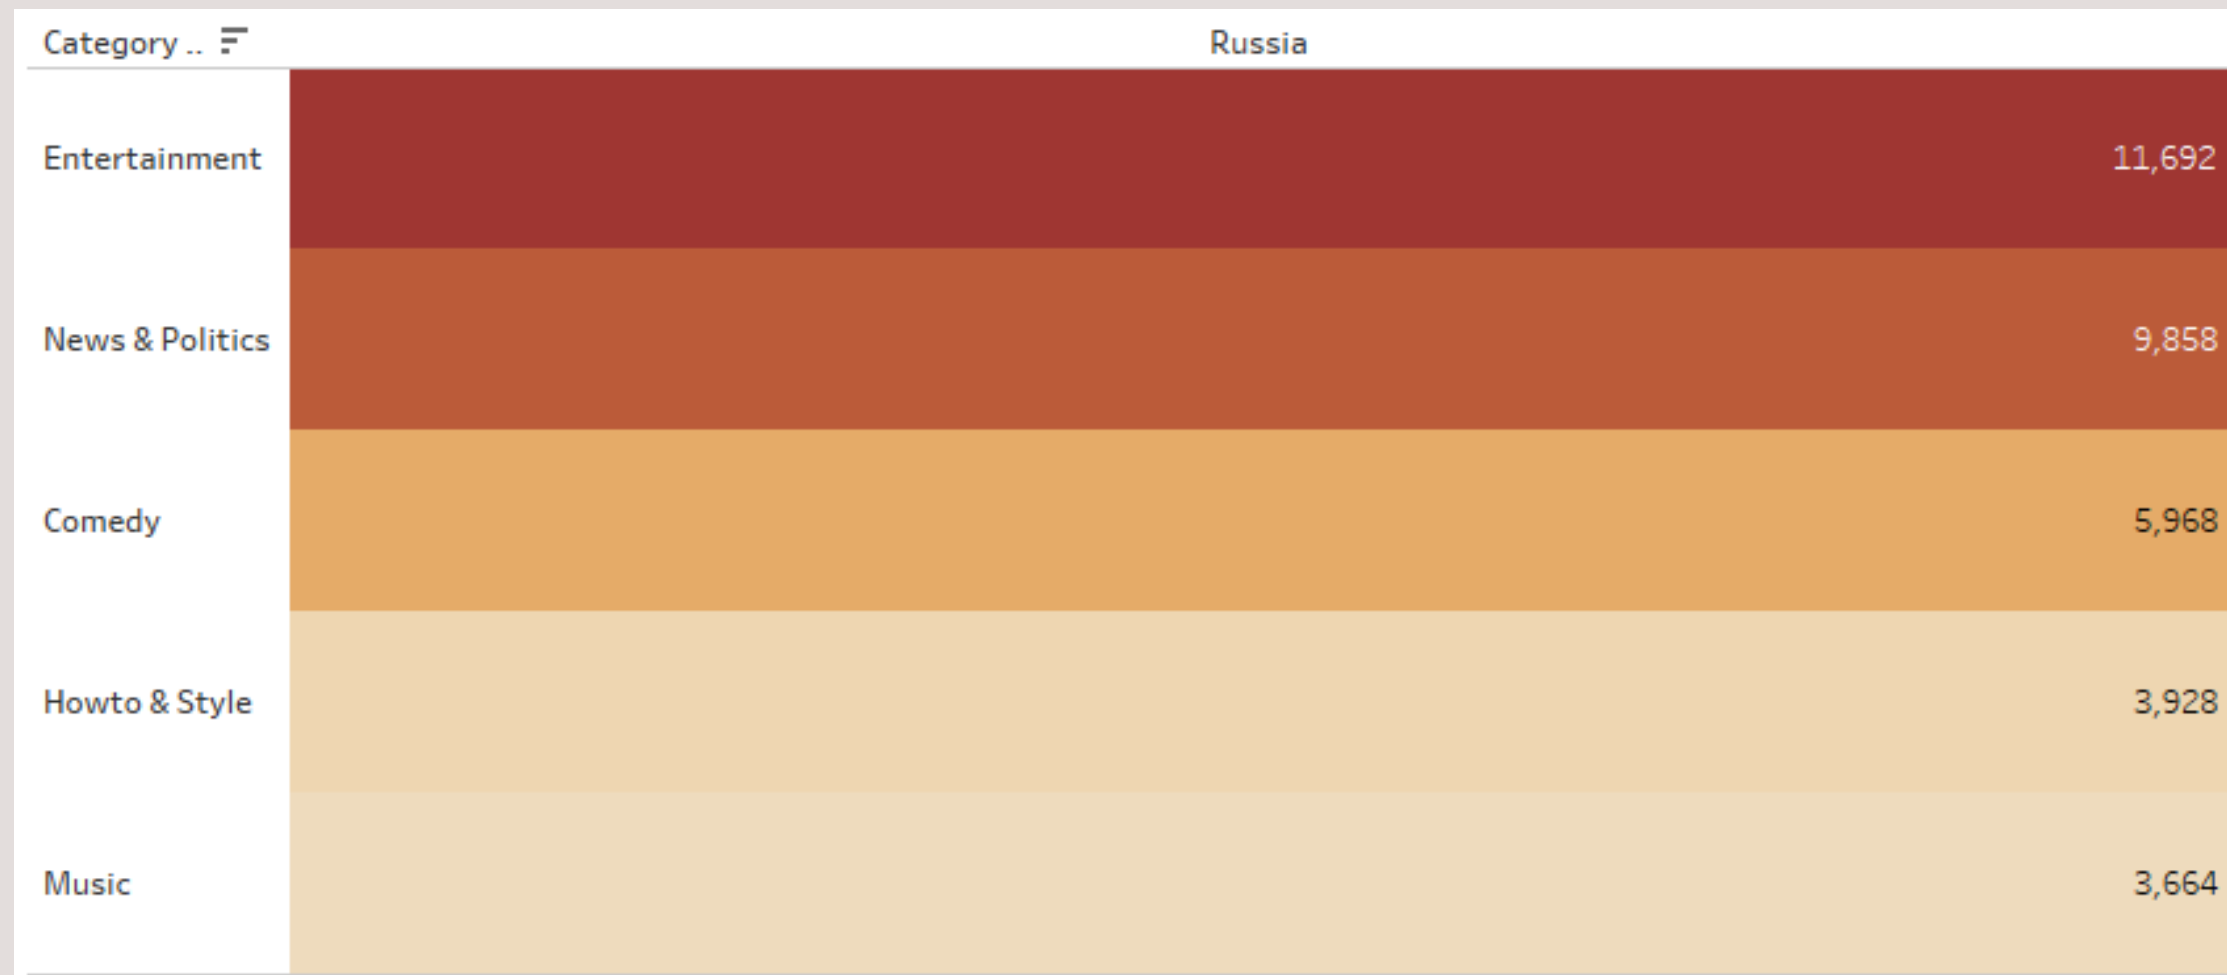 Category .. Russia
Entertainment 11,692
News & Politics 9,858
Comedy 5,968
Howto & Style 3,928
Music 3,664